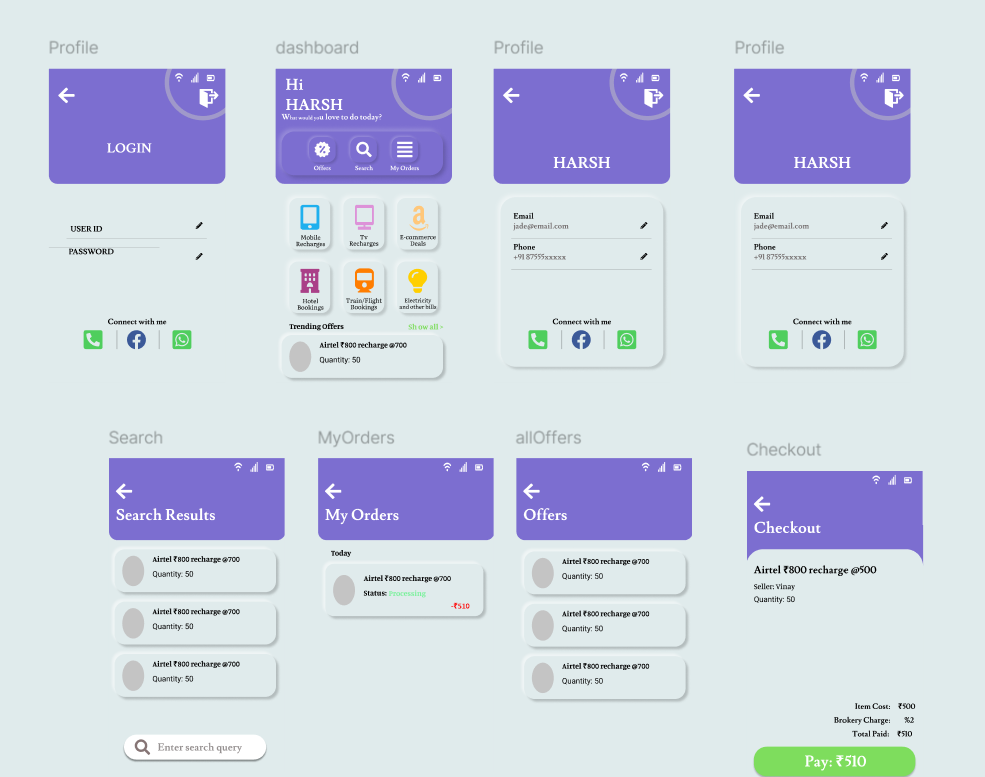 Profile
LOGIN
USER ID
PASSWORD
Connect with me
dashboard
Hi
HARSH
What would you love to do today?
Offers
Search
My Orders
Mobile
Recharges
Tv
Recharges
E-commerce
Deals
Hotel
Bookings
Train/Flight
Bookings
Electricity
and other bills
Trending Offers
Show all >
Airtel ₹800 recharge @700
Quantity: 50
Profile
HARSH
Email
jade@email.com
Phone
+91 87555xxxxx
Connect with me
Profile
HARSH
Email
jade@email.com
Phone
+91 87555xxxxx
Connect with me
Search
Search Results
Airtel ₹800 recharge @700
Quantity: 50
Airtel ₹800 recharge @700
Quantity: 50
Airtel ₹800 recharge @700
Quantity: 50
Enter search query
MyOrders
My Orders
Today
Airtel ₹800 recharge @700
Status: Processing
-₹510
allOffers
Offers
Airtel ₹800 recharge @700
Quantity: 50
Airtel ₹800 recharge @700
Quantity: 50
Airtel ₹800 recharge @700
Quantity: 50
Checkout
Checkout
Airtel ₹800 recharge @500
Seller: Vinay
Quantity: 50
Item Cost: ₹500
Brokery Charge: %2
Total Paid: ₹510
Pay: ₹510